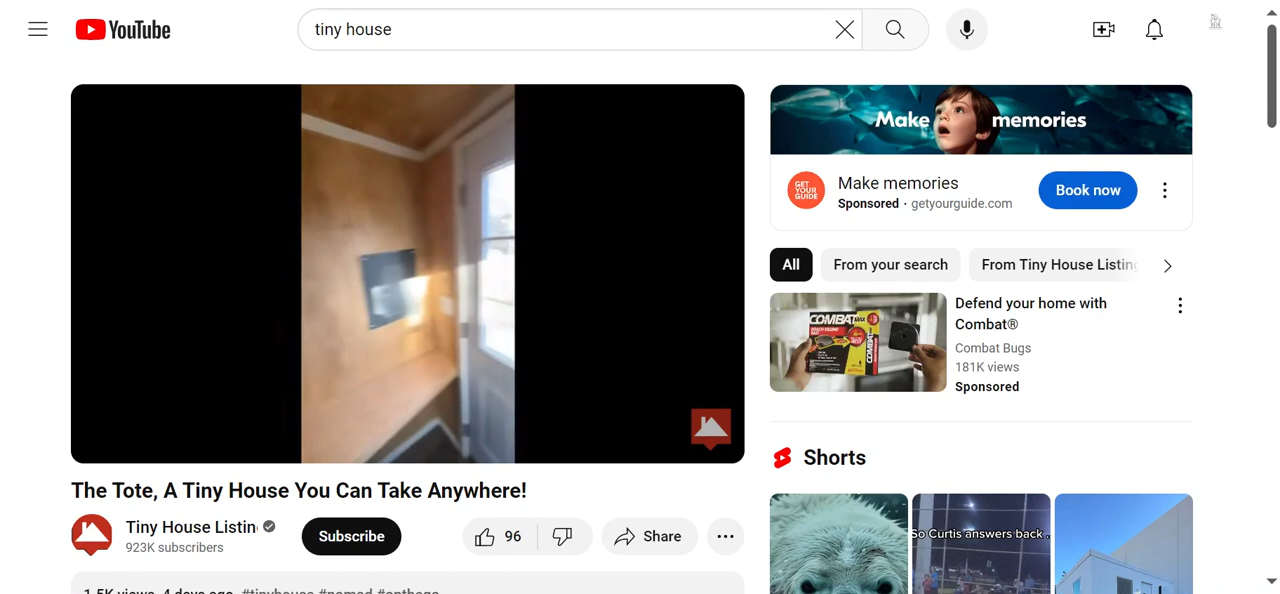 YouTube
tiny house
Make memories
GET
YOUR
GUIDE
Make memories
Sponsored · getyourguide.com
Book now
All
From your search
From Tiny House Listing
COMBAT MAX
Defend your home with
Combat®
Combat Bugs
181K views
Sponsored
Shorts
So Curtis answers back .
The Tote, A Tiny House You Can Take Anywhere!
Tiny House Listin
923K subscribers
Subscribe
96
Share
...
1.5K views 4 days ago #tinyhouse #nomad #onthego